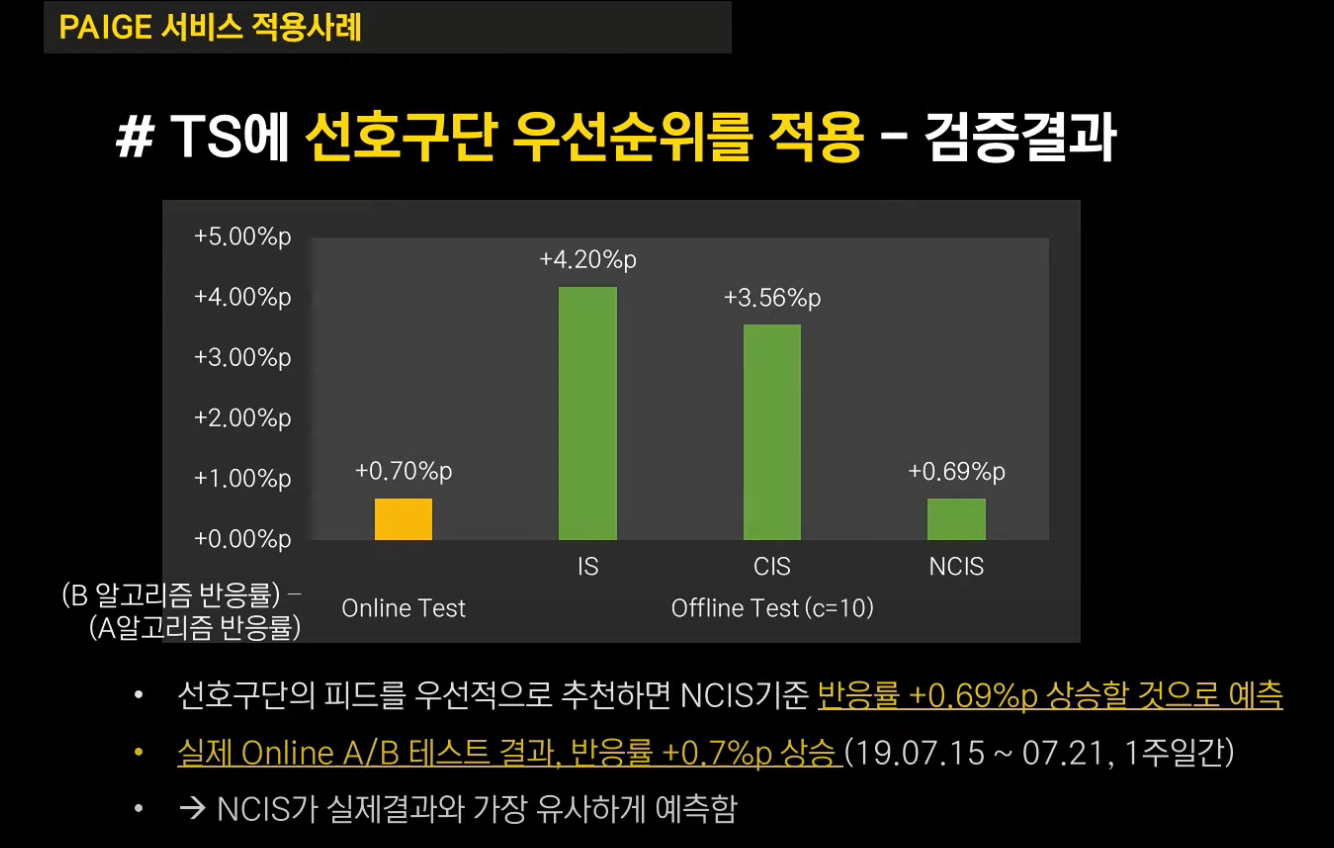 PAIGE 서비스 적용사례
# TS에 선호구단 우선순위를 적용 – 검증결과
+5.00%p
+4.00%p
+3.00%p
+2.00%p
+1.00%p
+0.00%p
+0.70%p
+4.20%p
+3.56%p
+0.69%p
IS
CIS
NCIS
Online Test
Offline Test (c=10)
(B 알고리즘 반응률) –
(A알고리즘 반응률)
• 선호구단의 피드를 우선적으로 추천하면 NCIS기준 반응률 +0.69%p 상승할 것으로 예측
• 실제 Online A/B 테스트 결과, 반응률 +0.7%p 상승 (19.07.15 ~ 07.21, 1주일간)
• → NCIS가 실제결과와 가장 유사하게 예측함